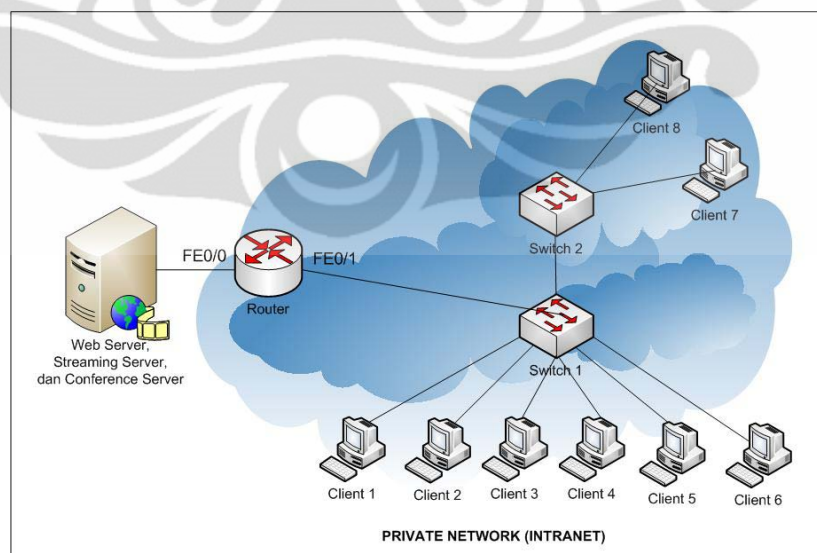 Client 8
Client 7
Switch 2
FE0/0
FE0/1
Router
Web Server,
Streaming Server,
dan Conference Server
Switch 1
Client 1
Client 2
Client 3
Client 4
Client 5
Client 6
PRIVATE NETWORK (INTRANET)